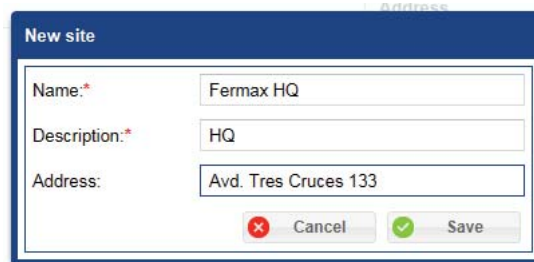 Address
New site
Name:* Fermax HQ
Description:* HQ
Address: Avd. Tres Cruces 133
Cancel Save